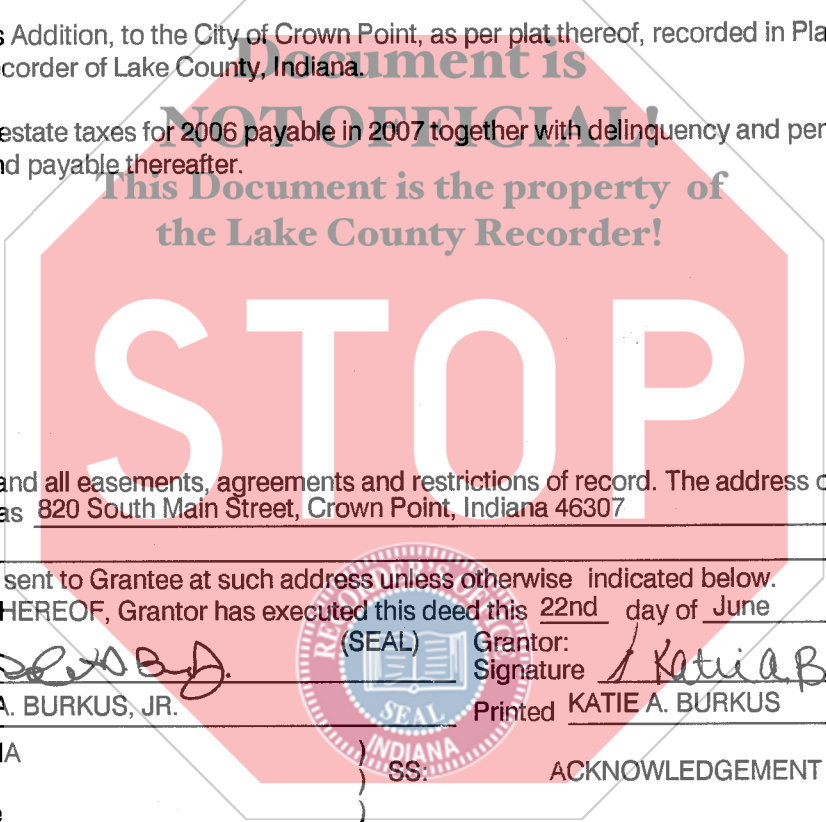 s Addition, to the City of Crown Point, as per plat thereof, recorded in Pla
corder of Lake County, Indiana.
Document is
NOT OFFICIAL!
estate taxes for 2006 payable in 2007 together with delinquency and per
nd payable thereafter.
This Document is the property of
the Lake County Recorder!
STOP
and all easements, agreements and restrictions of record. The address o
as 820 South Main Street, Crown Point, Indiana 46307
sent to Grantee at such address unless otherwise indicated below.
HEREOF, Grantor has executed this deed this 22nd day of June
(SEAL) Grantor:
Signature Katie A. B
A. BURKUS, JR. Printed KATIE A. BURKUS
RECORDER'S OFFICE
SEAL
INDIANA
IA
SS: ACKNOWLEDGEMENT